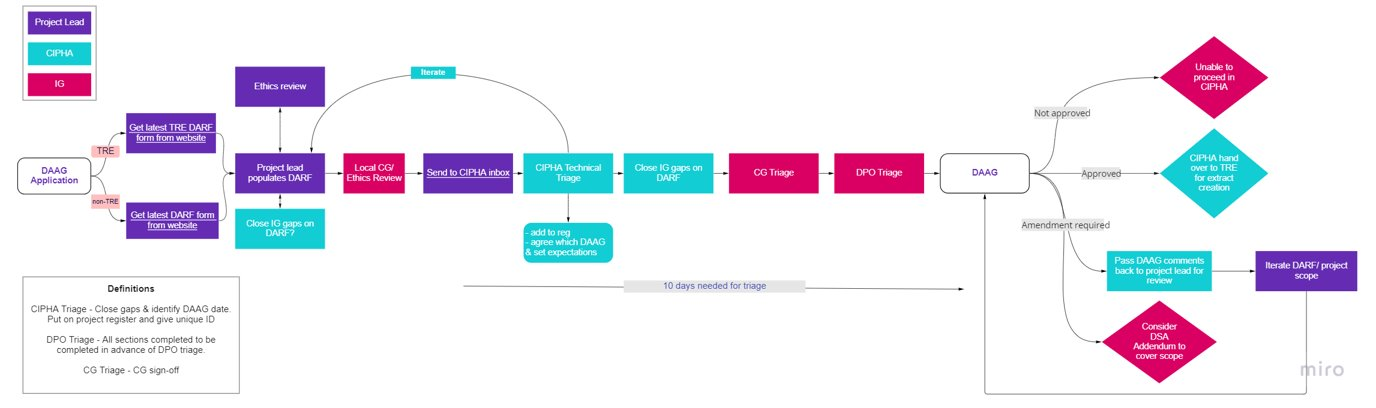 Project Lead
CIPHA
IG
DAAG
Application
TRE
non-TRE
Get latest TRE DARF
form from website
Get latest DARF form
from website
Ethics review
Project lead
populates DARF
Close IG gaps on
DARF?
Local CG/
Ethics Review
Send to CIPHA inbox
Iterate
CIPHA Technical
Triage
- add to reg
- agree which DAAG
& set expectations
Close IG gaps on
DARF
CG Triage
DPO Triage
DAAG
10 days needed for triage
Not approved
Approved
Amendment required
Unable to
proceed in
CIPHA
CIPHA hand
over to TRE
for extract
creation
Pass DAAG comments
back to project lead for
review
Iterate DARF/ project
scope
Consider
DSA
Addendum to
cover scope
Definitions
CIPHA Triage - Close gaps & identify DAAG date.
Put on project register and give unique ID
DPO Triage - All sections completed to be
completed in advance of DPO triage.
CG Triage - CG sign-off
miro